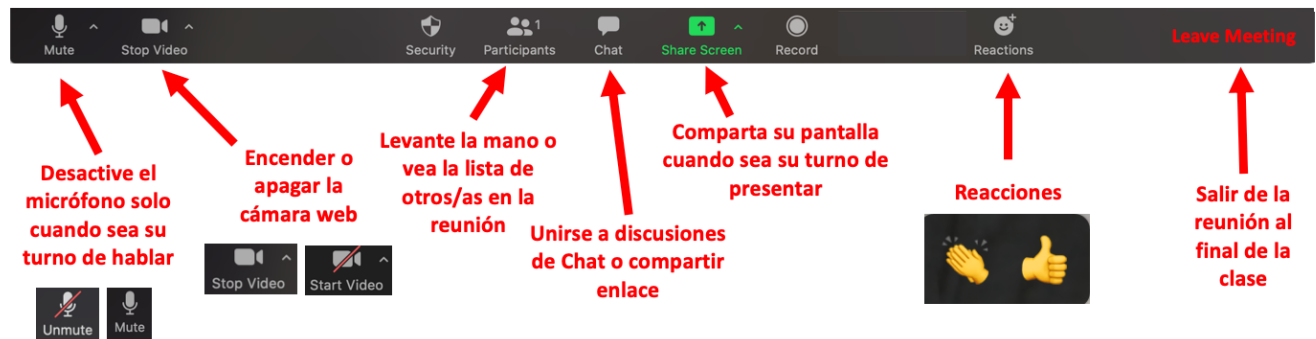 Mute
Stop Video
Security
Participants
1
Chat
Share Screen
Record
Reactions
Leave Meeting
Desactive el
micrófono solo
cuando sea su
turno de hablar
Unmute
Mute
Encender o
apagar la
cámara web
Stop Video
Start Video
Levante la mano o
vea la lista de
otros/as en la
reunión
Unirse a discusiones
de Chat o compartir
enlace
Comparta su pantalla
cuando sea su turno de
presentar
Reacciones
Salir de la
reunión al
final de la
clase